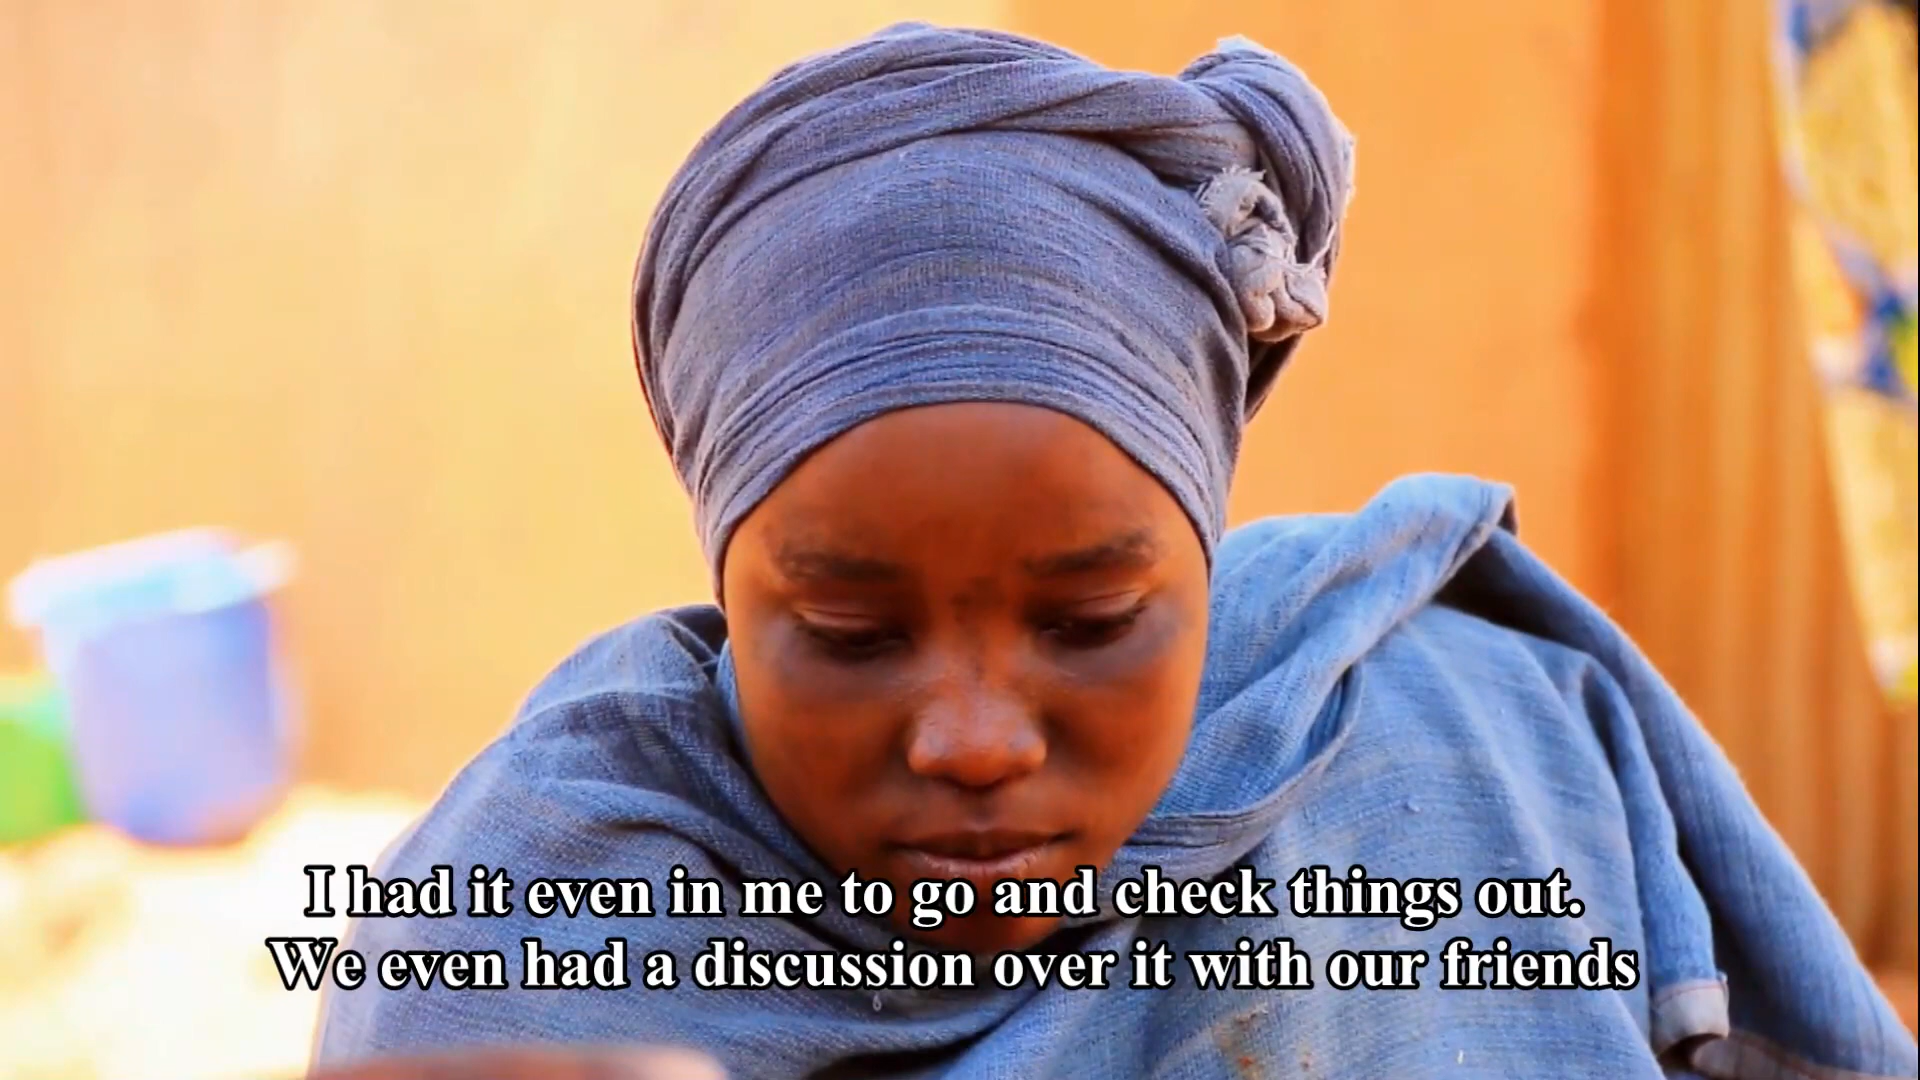 I had it even in me to go and check things out.
We even had a discussion over it with our friends